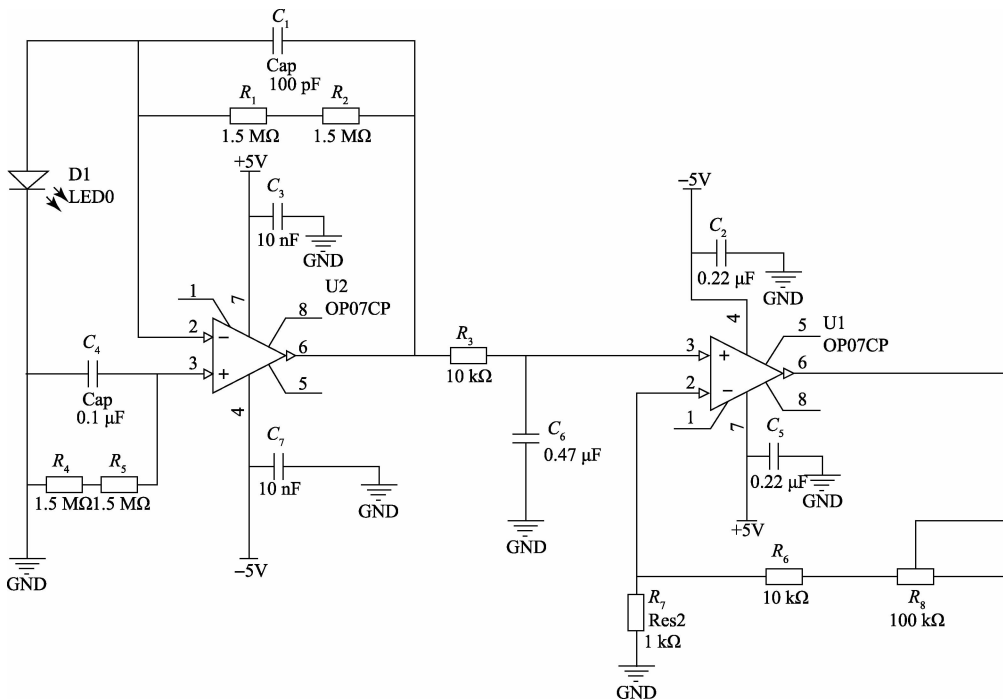 C1
Cap
100 pF
R1
R2
1.5 MΩ
1.5 MΩ
+5V
D1
LED0
C3
10 nF
GND
−5V
C2
0.22 μF
GND
U2
OP07CP
1
7
8
2
−
6
3
+
5
4
C4
Cap
0.1 μF
R3
10 kΩ
4
5
U1
OP07CP
3
+
6
2
−
8
1
7
C6
0.47 μF
C5
0.22 μF
GND
R4
R5
1.5 MΩ
1.5 MΩ
C7
10 nF
GND
GND
−5V
GND
+5V
R6
10 kΩ
R8
100 kΩ
R7
Res2
1 kΩ
GND